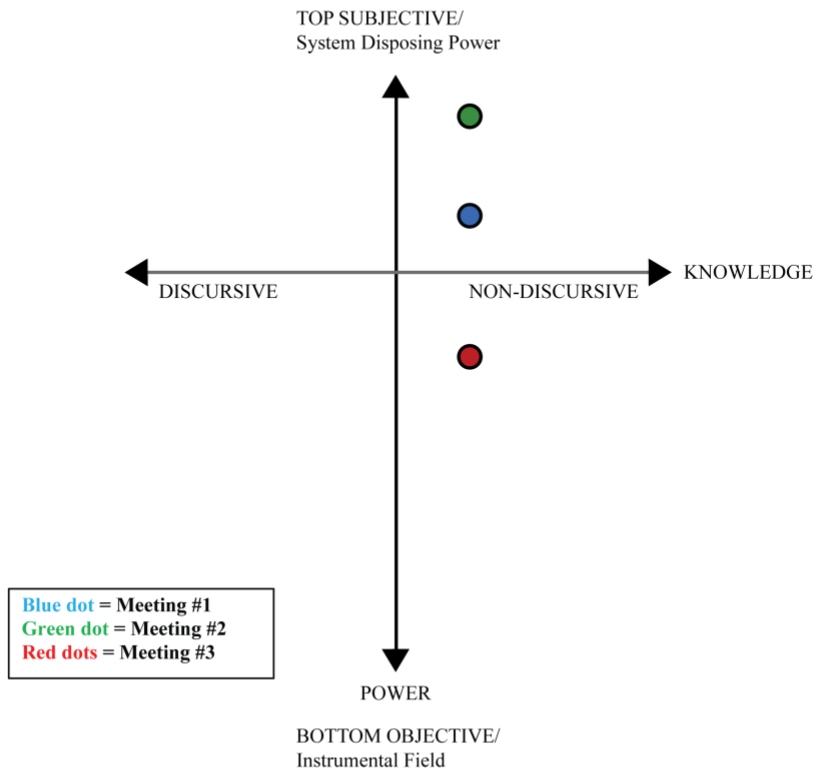 TOP SUBJECTIVE/
System Disposing Power
KNOWLEDGE
DISCURSIVE
NON-DISCURSIVE
Blue dot = Meeting #1
Green dot = Meeting #2
Red dots = Meeting #3
POWER
BOTTOM OBJECTIVE/
Instrumental Field